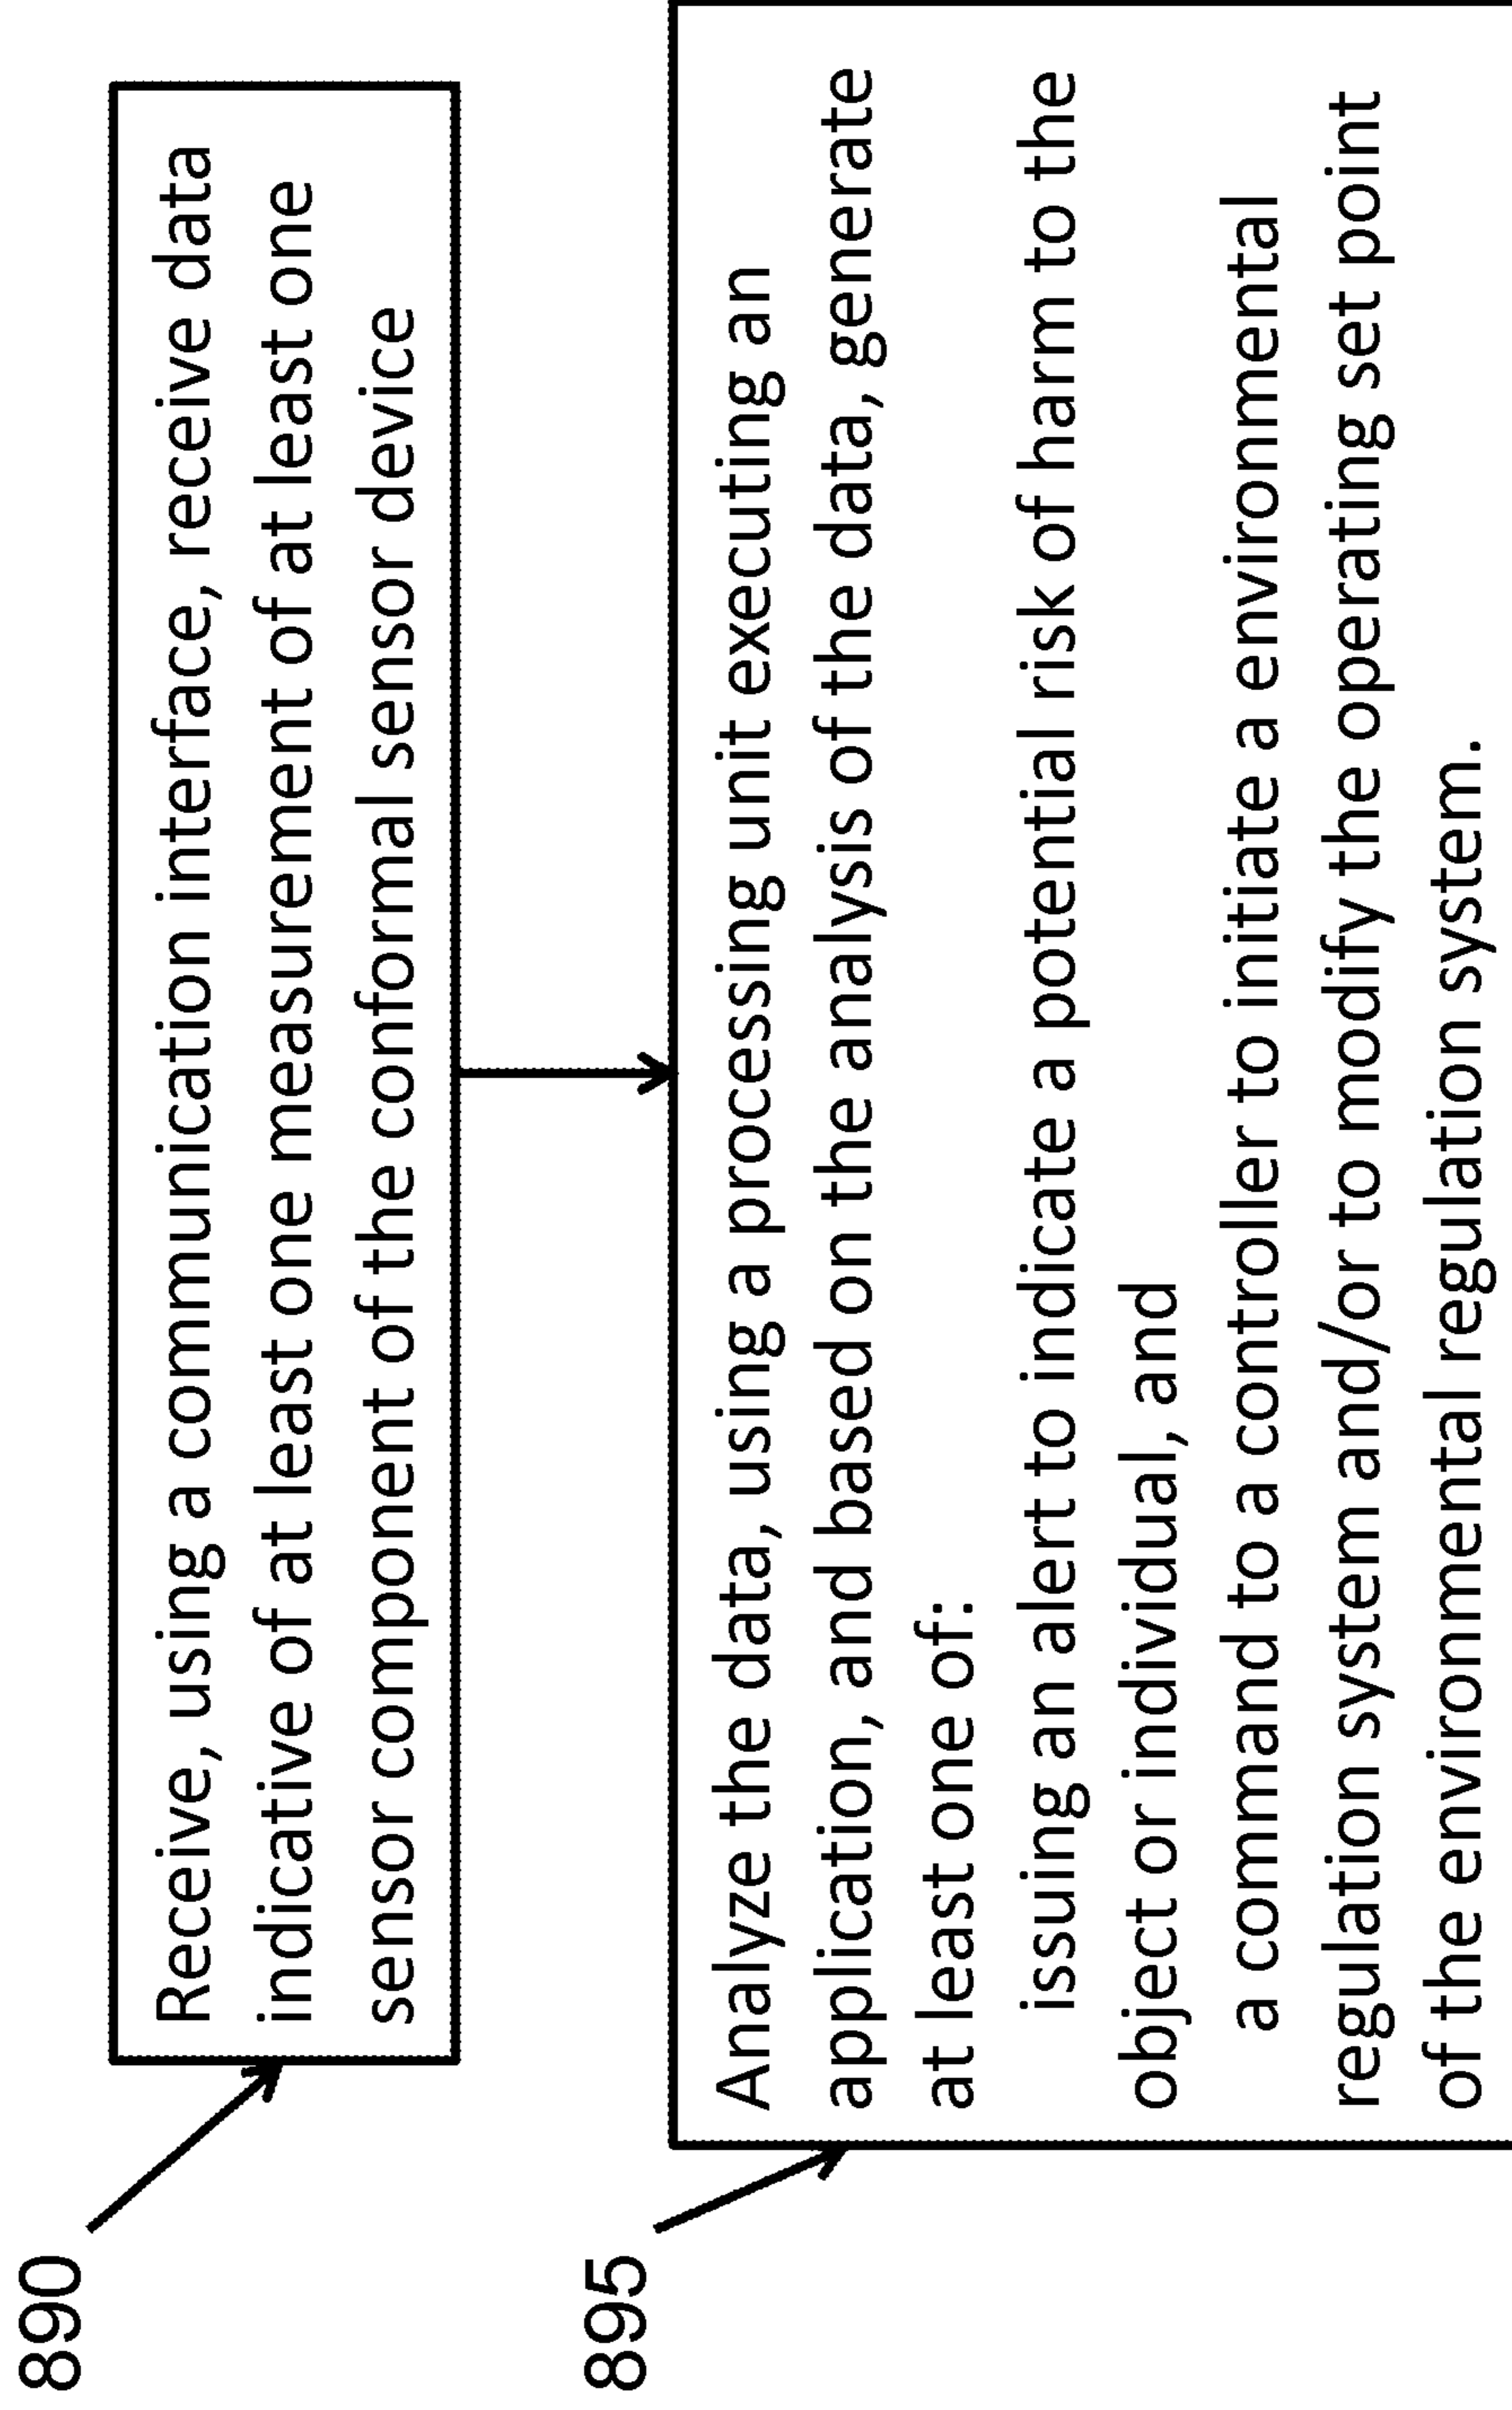 890
Receive, using a communication interface, receive data
indicative of at least one measurement of at least one
sensor component of the conformal sensor device
895
Analyze the data, using a processing unit executing an
application, and based on the analysis of the data, generate
at least one of:
issuing an alert to indicate a potential risk of harm to the
object or individual, and
a command to a controller to initiate a environmental
regulation system and/or to modify the operating set point
of the environmental regulation system.